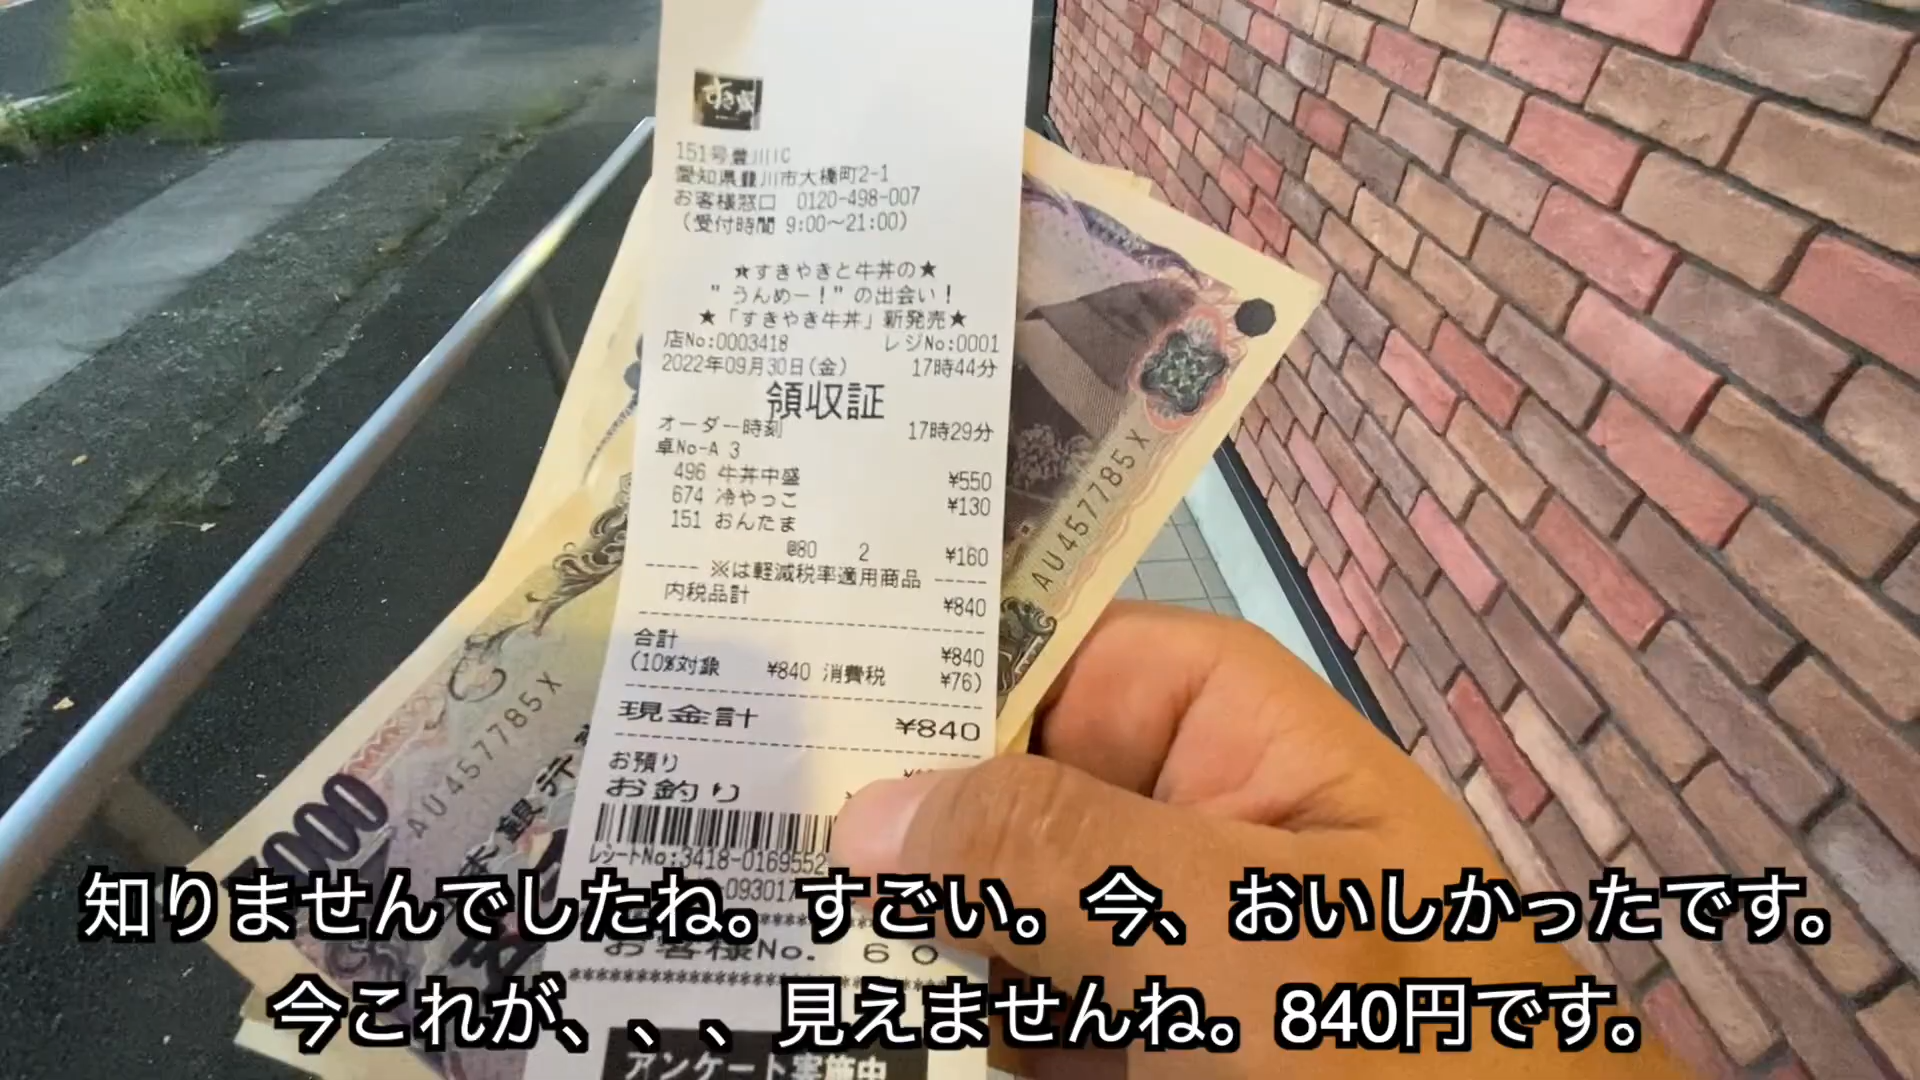 すき家
151号豊川IC
愛知県豊川市大橋町2-1
お客様窓口 0120-498-007
(受付時間 9:00～21:00)
★すきやきと牛丼の★
" うんめー！" の出会い！
★「すきやき牛丼」新発売★
店No:0003418 レジNo:0001
2022年09月30日(金) 17時44分
領収証
オーダー時刻 17時29分
卓No-A 3
496 牛丼中盛 ¥550
674 冷やっこ ¥130
151 おんたま
@80 2 ¥160
※は軽減税率適用商品
内税品計 ¥840
合計 ¥840
(10%対象 ¥840 消費税 ¥76)
現金計 ¥840
お預り
お釣り
レシートNo:3418-0169552
お客様No. 60
アンケート実施中
AU457785X
AU457785X
知りませんでしたね。すごい。今、おいしかったです。
今これが、、、見えませんね。840円です。